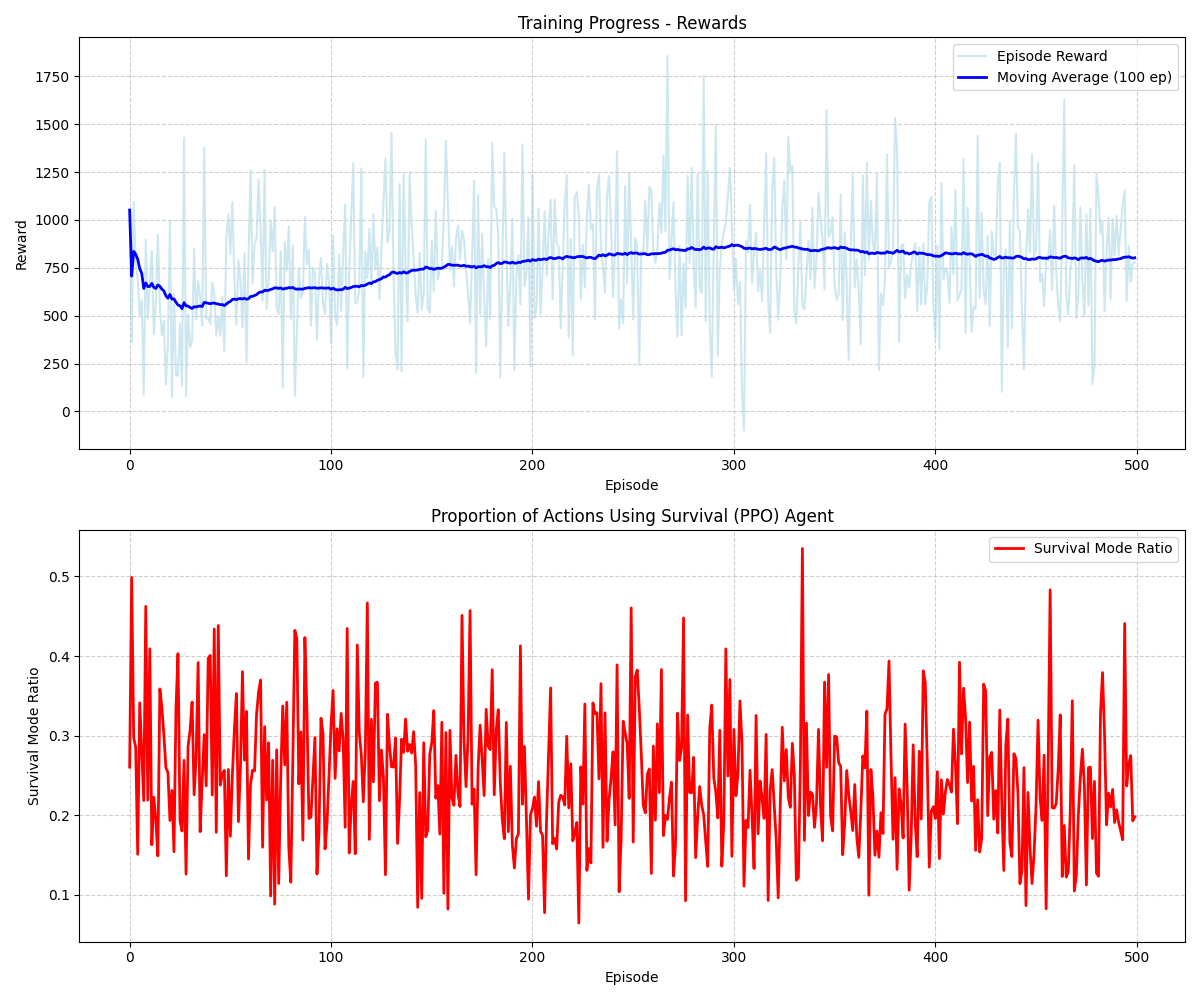 Training Progress - Rewards
1750
1500
1250
1000
750
500
250
0
Reward
Episode Reward
Moving Average (100 ep)
0 100 200 300 400 500
Episode
Proportion of Actions Using Survival (PPO) Agent
0.5
0.4
0.3
0.2
0.1
Survival Mode Ratio
Survival Mode Ratio
0 100 200 300 400 500
Episode